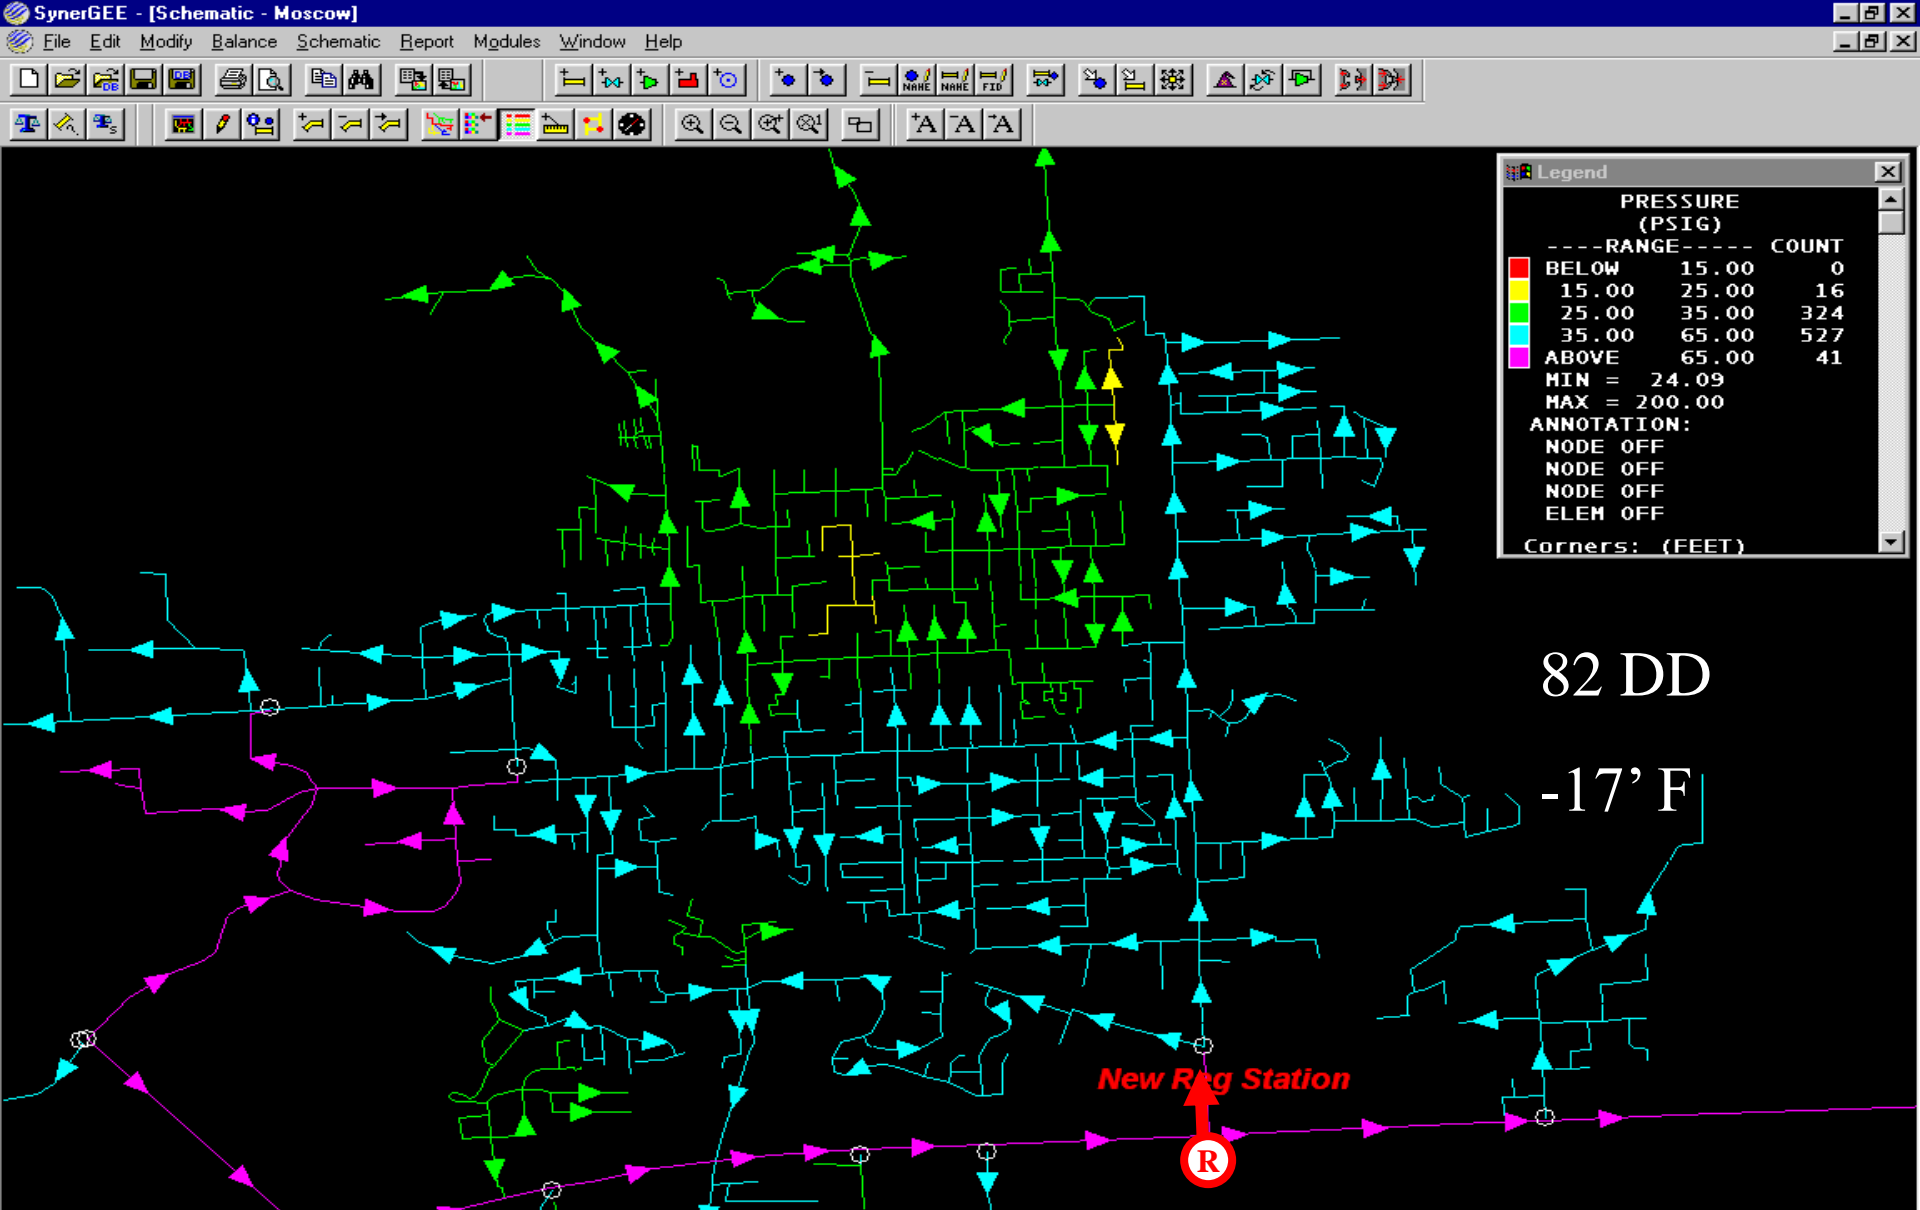 SynerGEE - [Schematic - Moscow]
File Edit Modify Balance Schematic Report Modules Window Help
DB DB NAME NAME FID
S 1 +A -A A
Legend
PRESSURE
(PSIG)
----RANGE----- COUNT
BELOW 15.00 0
15.00 25.00 16
25.00 35.00 324
35.00 65.00 527
ABOVE 65.00 41
MIN = 24.09
MAX = 200.00
ANNOTATION:
NODE OFF
NODE OFF
NODE OFF
ELEM OFF
Corners: (FEET)
82 DD
-17’ F
New Reg Station
R